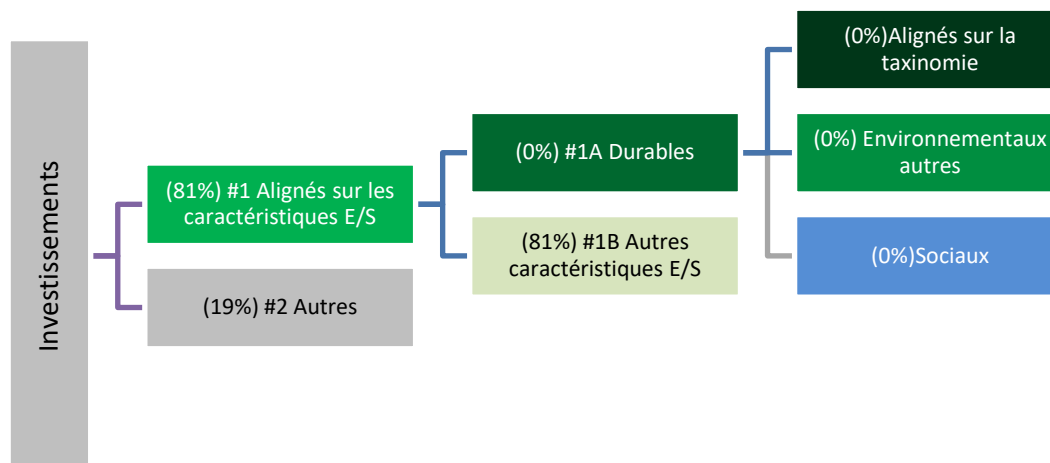 Investissements
(81%) #1 Alignés sur les
caractéristiques E/S
(19%) #2 Autres
(0%) #1A Durables
(81%) #1B Autres
caractéristiques E/S
(0%)Alignés sur la
taxinomie
(0%) Environnementaux
autres
(0%)Sociaux